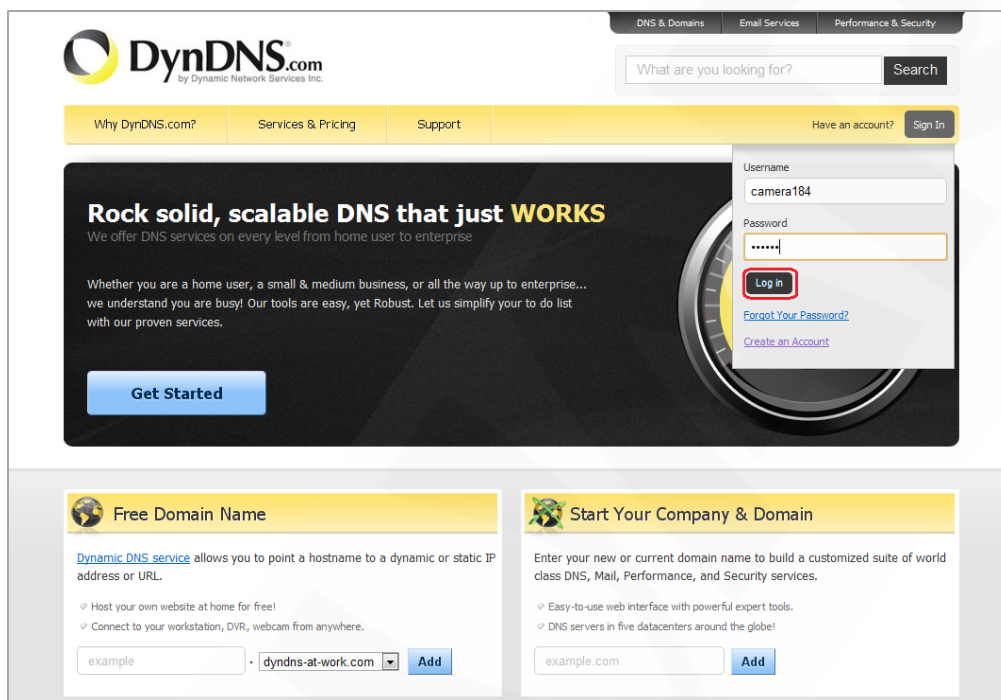 DNS & Domains Email Services Performance & Security
DynDNS.com
by Dynamic Network Services Inc.
What are you looking for? Search
Why DynDNS.com? Services & Pricing Support Have an account? Sign In
Username
camera184
Password
••••••
Log in
Forgot Your Password?
Create an Account
Rock solid, scalable DNS that just WORKS
We offer DNS services on every level from home user to enterprise
Whether you are a home user, a small & medium business, or all the way up to enterprise...
we understand you are busy! Our tools are easy, yet Robust. Let us simplify your to do list
with our proven services.
Get Started
Free Domain Name
Dynamic DNS service allows you to point a hostname to a dynamic or static IP
address or URL.
Host your own website at home for free!
Connect to your workstation, DVR, webcam from anywhere.
example . dyndns-at-work.com Add
Start Your Company & Domain
Enter your new or current domain name to build a customized suite of world
class DNS, Mail, Performance, and Security services.
Easy-to-use web interface with powerful expert tools.
DNS servers in five datacenters around the globe!
example.com Add